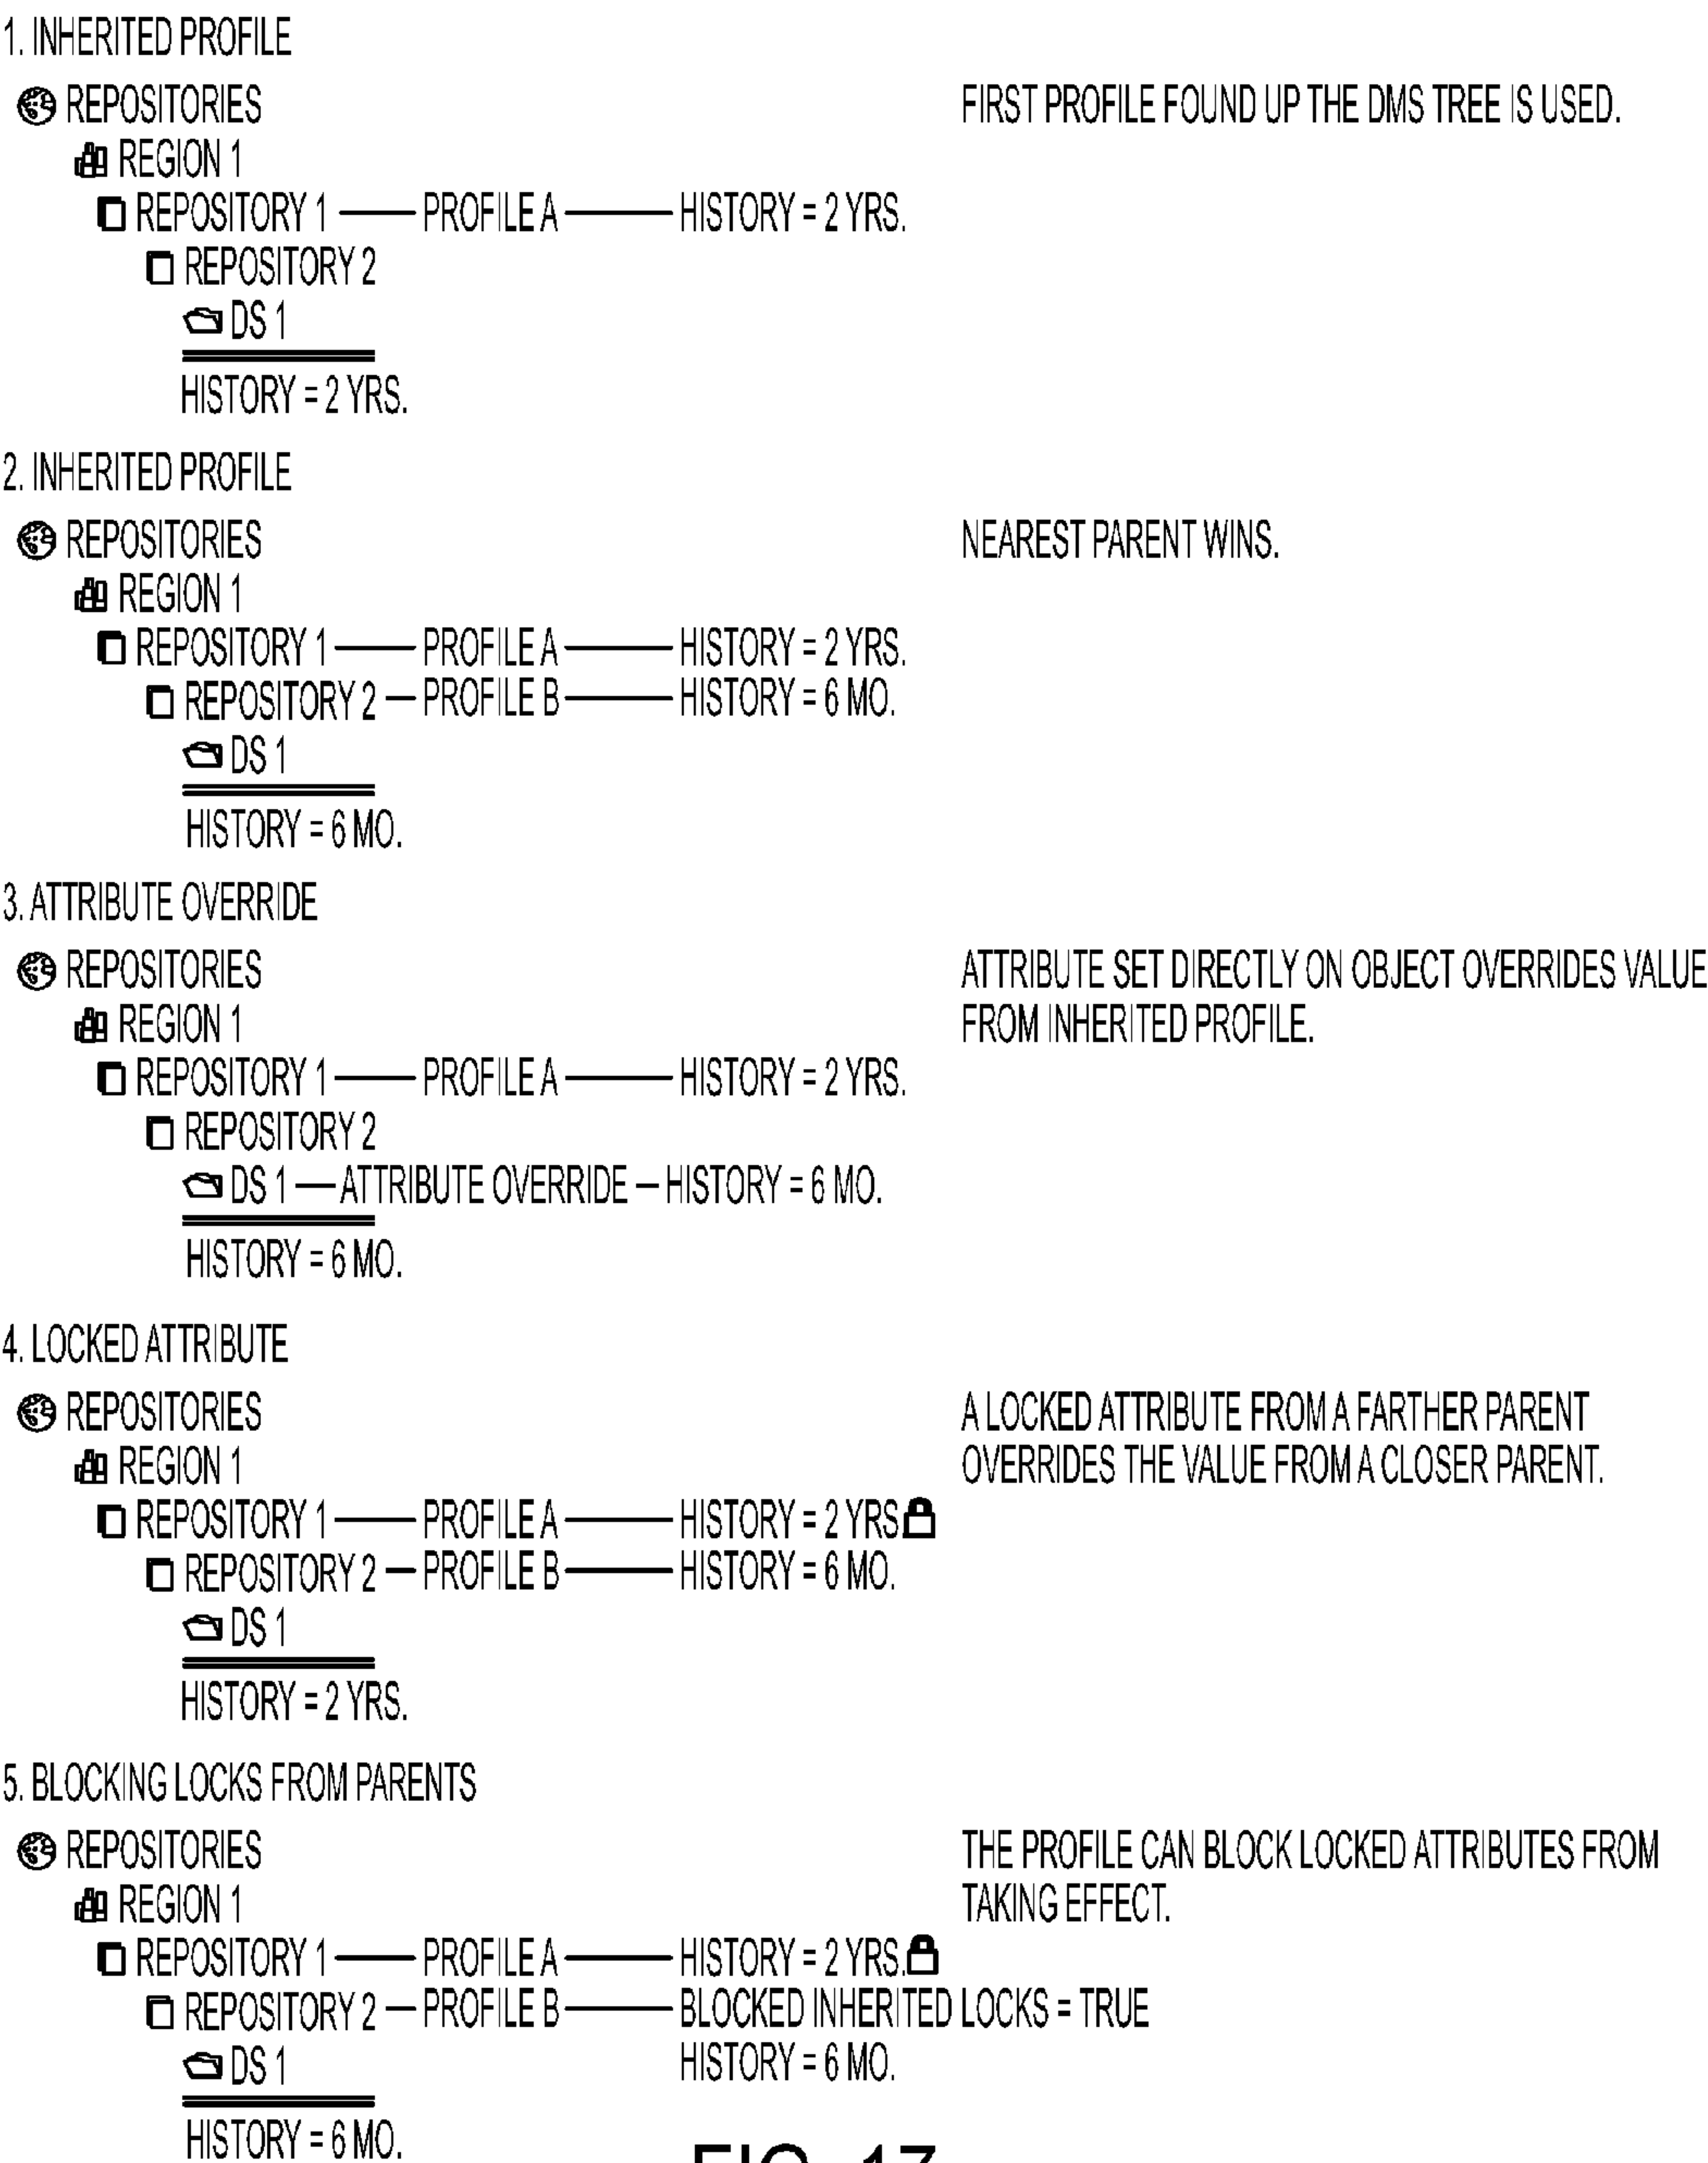 1. INHERITED PROFILE
REPOSITORIES
FIRST PROFILE FOUND UP THE DMS TREE IS USED.
REGION 1
REPOSITORY 1 —— PROFILE A ——— HISTORY = 2 YRS.
REPOSITORY 2
DS 1
HISTORY = 2 YRS.
2. INHERITED PROFILE
REPOSITORIES
NEAREST PARENT WINS.
REGION 1
REPOSITORY 1 —— PROFILE A ——— HISTORY = 2 YRS.
REPOSITORY 2 — PROFILE B ——— HISTORY = 6 MO.
DS 1
HISTORY = 6 MO.
3. ATTRIBUTE OVERRIDE
REPOSITORIES
ATTRIBUTE SET DIRECTLY ON OBJECT OVERRIDES VALUE
REGION 1
FROM INHERITED PROFILE.
REPOSITORY 1 —— PROFILE A ——— HISTORY = 2 YRS.
REPOSITORY 2
DS 1 — ATTRIBUTE OVERRIDE — HISTORY = 6 MO.
HISTORY = 6 MO.
4. LOCKED ATTRIBUTE
REPOSITORIES
A LOCKED ATTRIBUTE FROM A FARTHER PARENT
REGION 1
OVERRIDES THE VALUE FROM A CLOSER PARENT.
REPOSITORY 1 —— PROFILE A ——— HISTORY = 2 YRS
REPOSITORY 2 — PROFILE B ——— HISTORY = 6 MO.
DS 1
HISTORY = 2 YRS.
5. BLOCKING LOCKS FROM PARENTS
REPOSITORIES
THE PROFILE CAN BLOCK LOCKED ATTRIBUTES FROM
REGION 1
TAKING EFFECT.
REPOSITORY 1 —— PROFILE A ——— HISTORY = 2 YRS.
REPOSITORY 2 — PROFILE B ——— BLOCKED INHERITED LOCKS = TRUE
DS 1
HISTORY = 6 MO.
HISTORY = 6 MO.